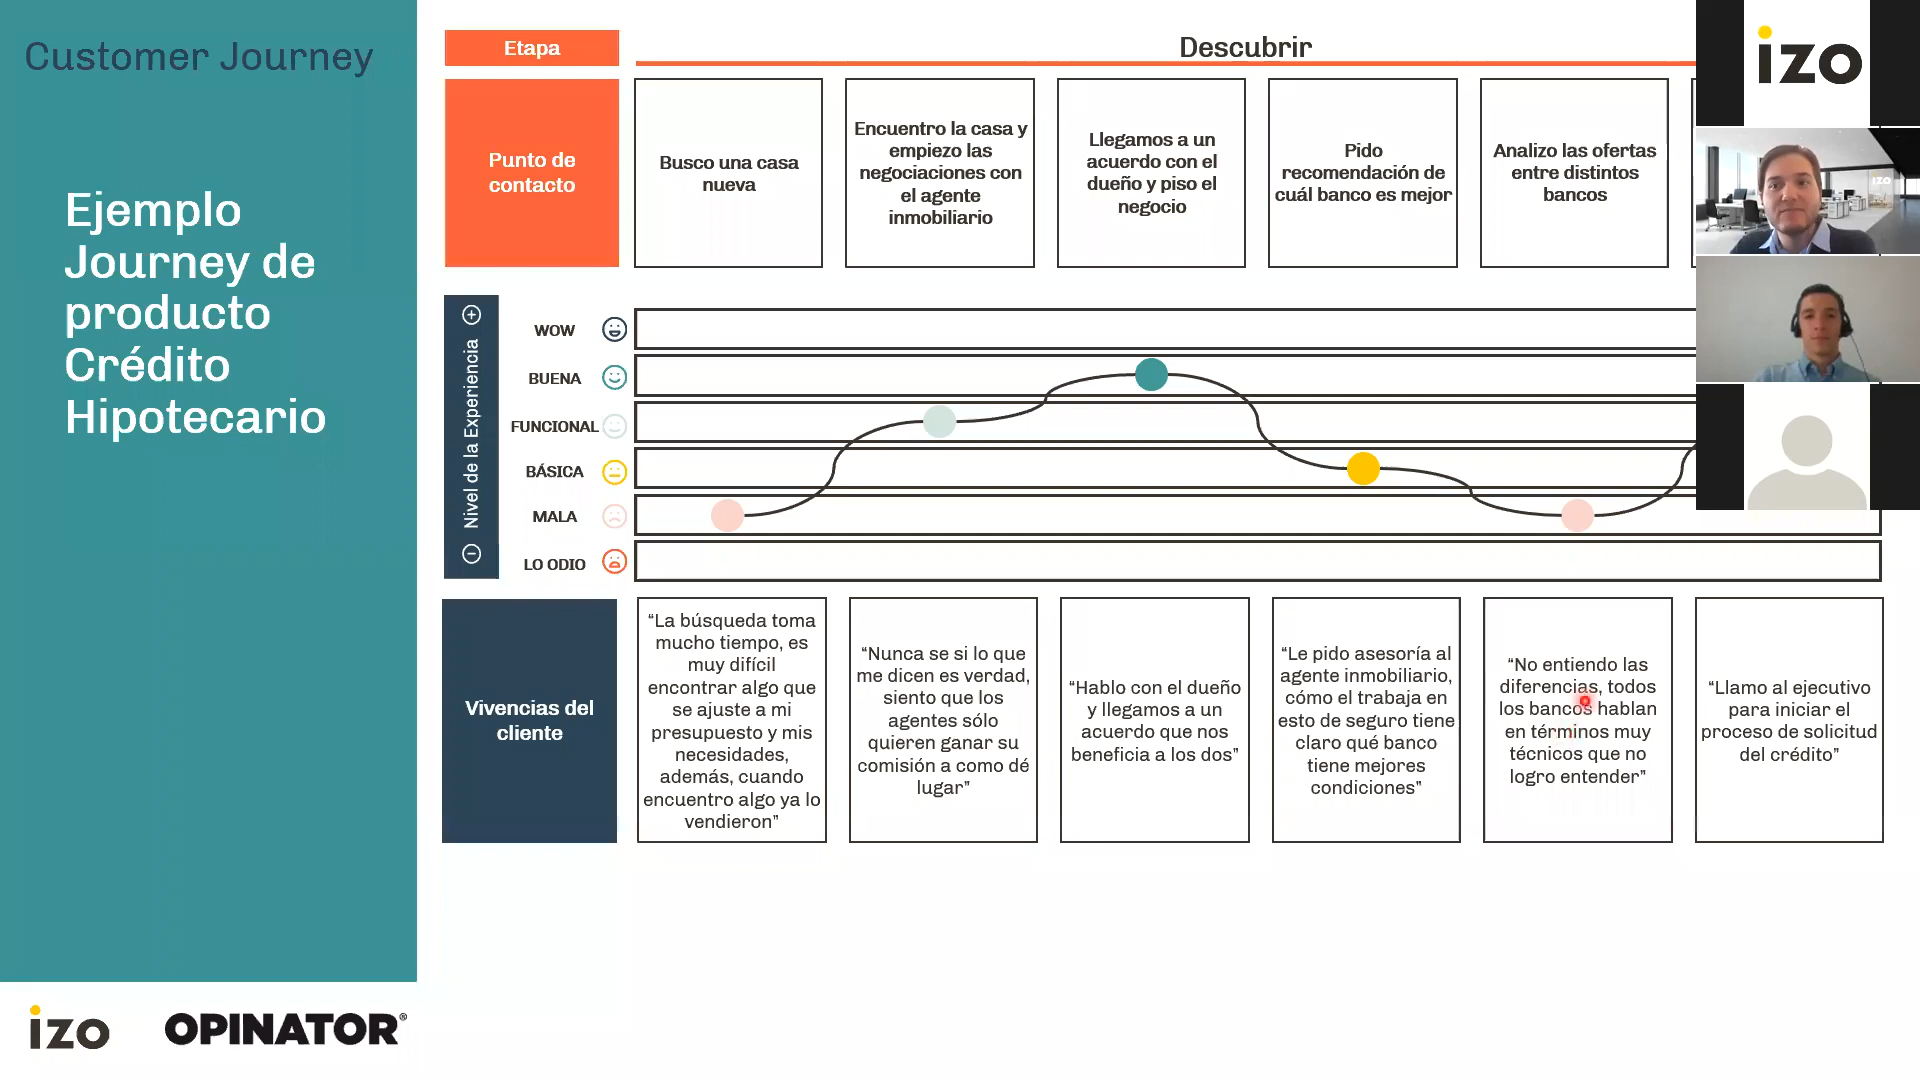 Customer Journey
Ejemplo
Journey de
producto
Crédito
Hipotecario
izo
OPINATOR®
Etapa
Descubrir
Punto de
contacto
Busco una casa
nueva
Encuentro la casa y
empiezo las
negociaciones con
el agente
inmobiliario
Llegamos a un
acuerdo con el
dueño y piso el
negocio
Pido
recomendación de
cuál banco es mejor
Analizo las ofertas
entre distintos
bancos
Nivel de la Experiencia
WOW
BUENA
FUNCIONAL
BÁSICA
MALA
LO ODIO
Vivencias del
cliente
“La búsqueda toma
mucho tiempo, es
muy difícil
encontrar algo que
se ajuste a mi
presupuesto y mis
necesidades,
además, cuando
encuentro algo ya lo
vendieron”
“Nunca se si lo que
me dicen es verdad,
siento que los
agentes sólo
quieren ganar su
comisión a como dé
lugar”
“Hablo con el dueño
y llegamos a un
acuerdo que nos
beneficia a los dos”
“Le pido asesoría al
agente inmobiliario,
cómo el trabaja en
esto de seguro tiene
claro qué banco
tiene mejores
condiciones”
“No entiendo las
diferencias, todos
los bancos hablan
en términos muy
técnicos que no
logro entender”
“Llamo al ejecutivo
para iniciar el
proceso de solicitud
del crédito”
izo
izo